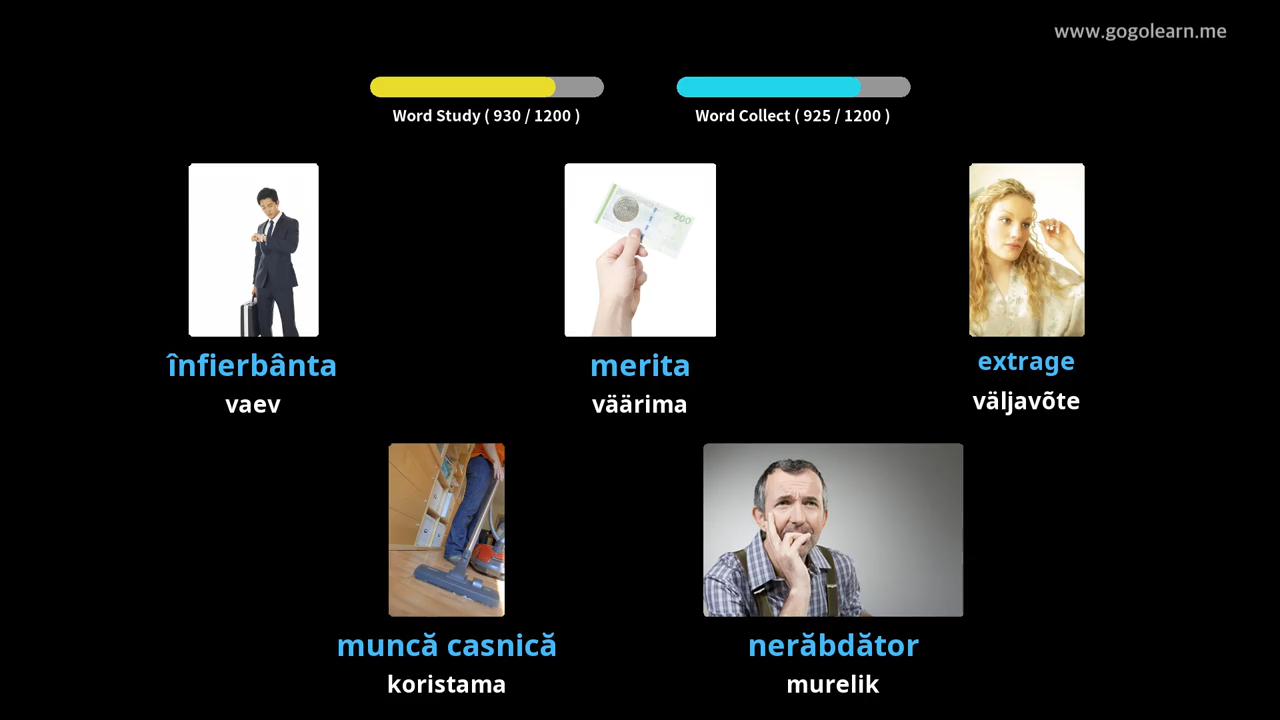 www.gogolearn.me
Word Study ( 930 / 1200 )
Word Collect ( 925 / 1200 )
200
înfierbânta
merita
extrage
vaev
väärima
väljavõte
muncă casnică
nerăbdător
koristama
murelik